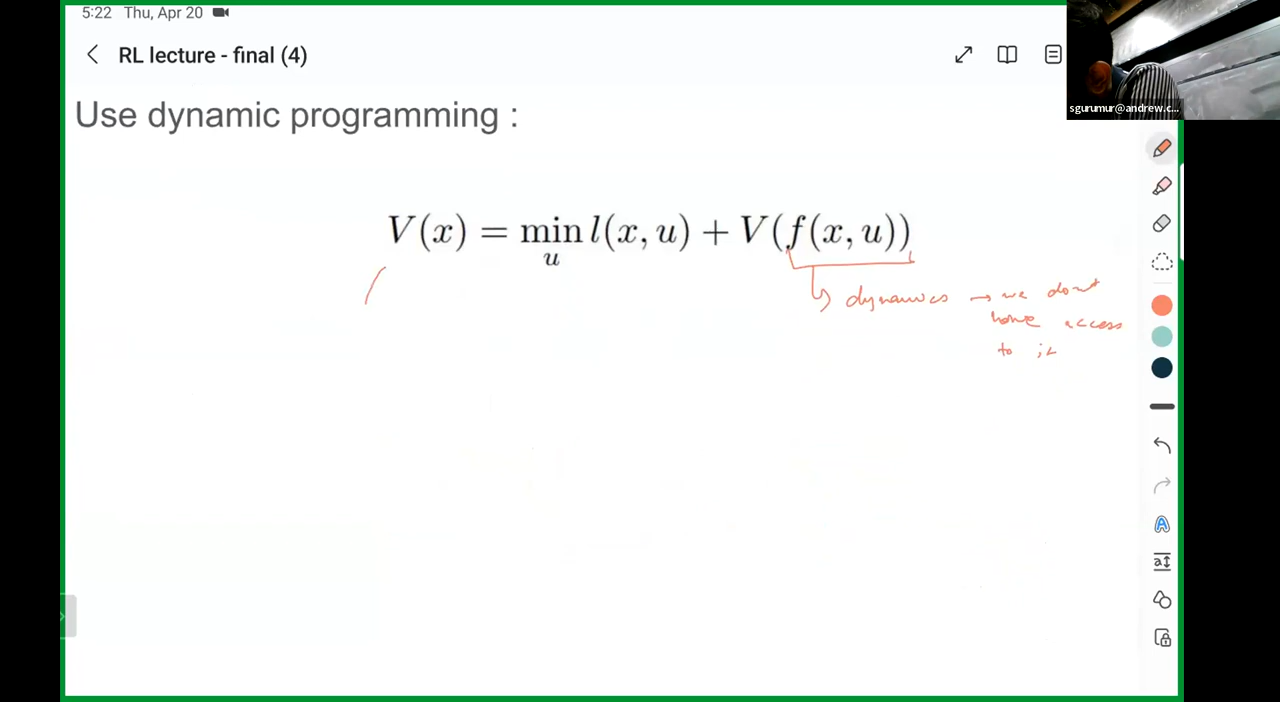 5:22 Thu, Apr 20
RL lecture - final (4)
sgurumur@andrew.c...
Use dynamic programming :
V(x) = min l(x, u) + V(f(x, u))
u
dynamics → we don't
have access
to it